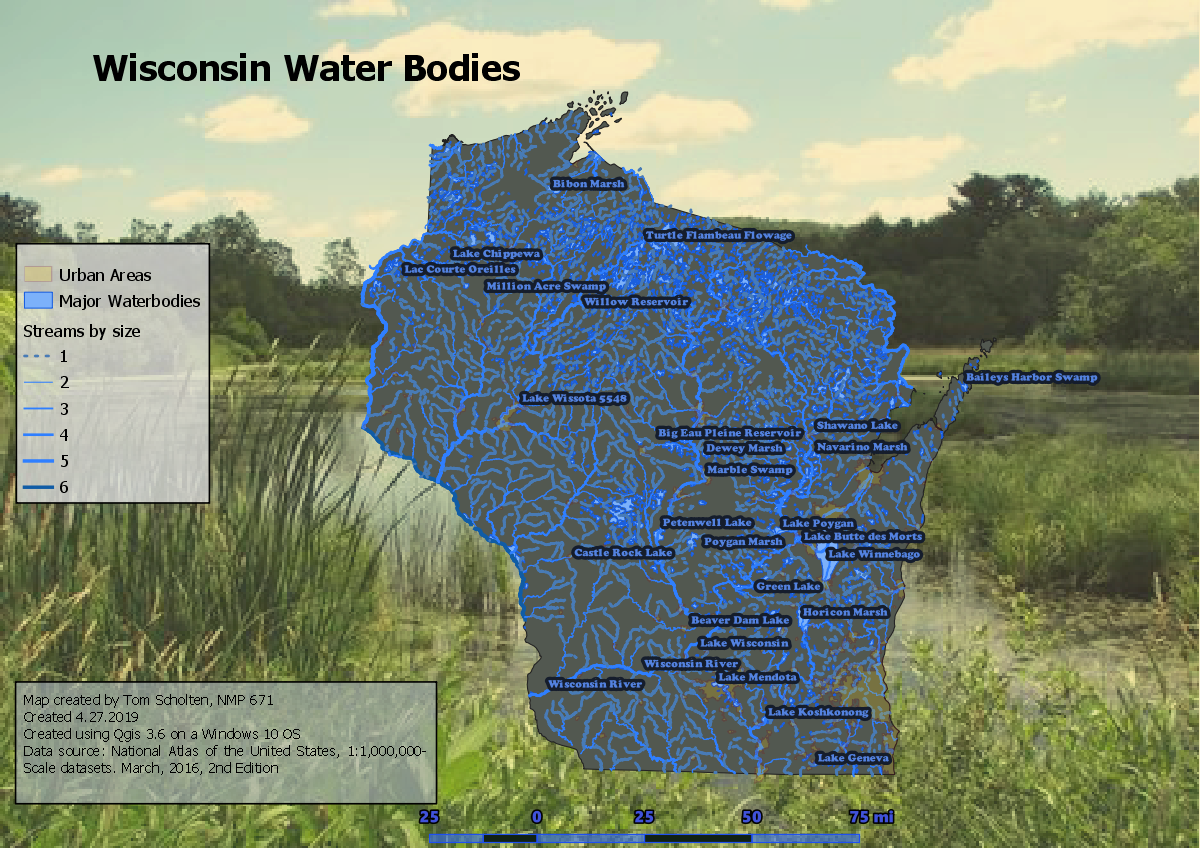 Wisconsin Water Bodies
Bibon Marsh
Turtle Flambeau Flowage
Lake Chippewa
Lac Courte Oreilles
Million Acre Swamp
Willow Reservoir
Urban Areas
Major Waterbodies
Streams by size
1
2
3
4
5
6
Baileys Harbor Swamp
Lake Wissota 5548
Shawano Lake
Big Eau Pleine Reservoir
Navarino Marsh
Dewey Marsh
Marble Swamp
Petenwell Lake
Lake Poygan
Lake Butte des Morts
Poygan Marsh
Castle Rock Lake
Lake Winnebago
Green Lake
Horicon Marsh
Beaver Dam Lake
Lake Wisconsin
Wisconsin River
Lake Mendota
Wisconsin River
Lake Koshkonong
Lake Geneva
Map created by Tom Scholten, NMP 671
Created 4.27.2019
Created using Qgis 3.6 on a Windows 10 OS
Data source: National Atlas of the United States, 1:1,000,000-
Scale datasets. March, 2016, 2nd Edition
25 0 25 50 75 mi